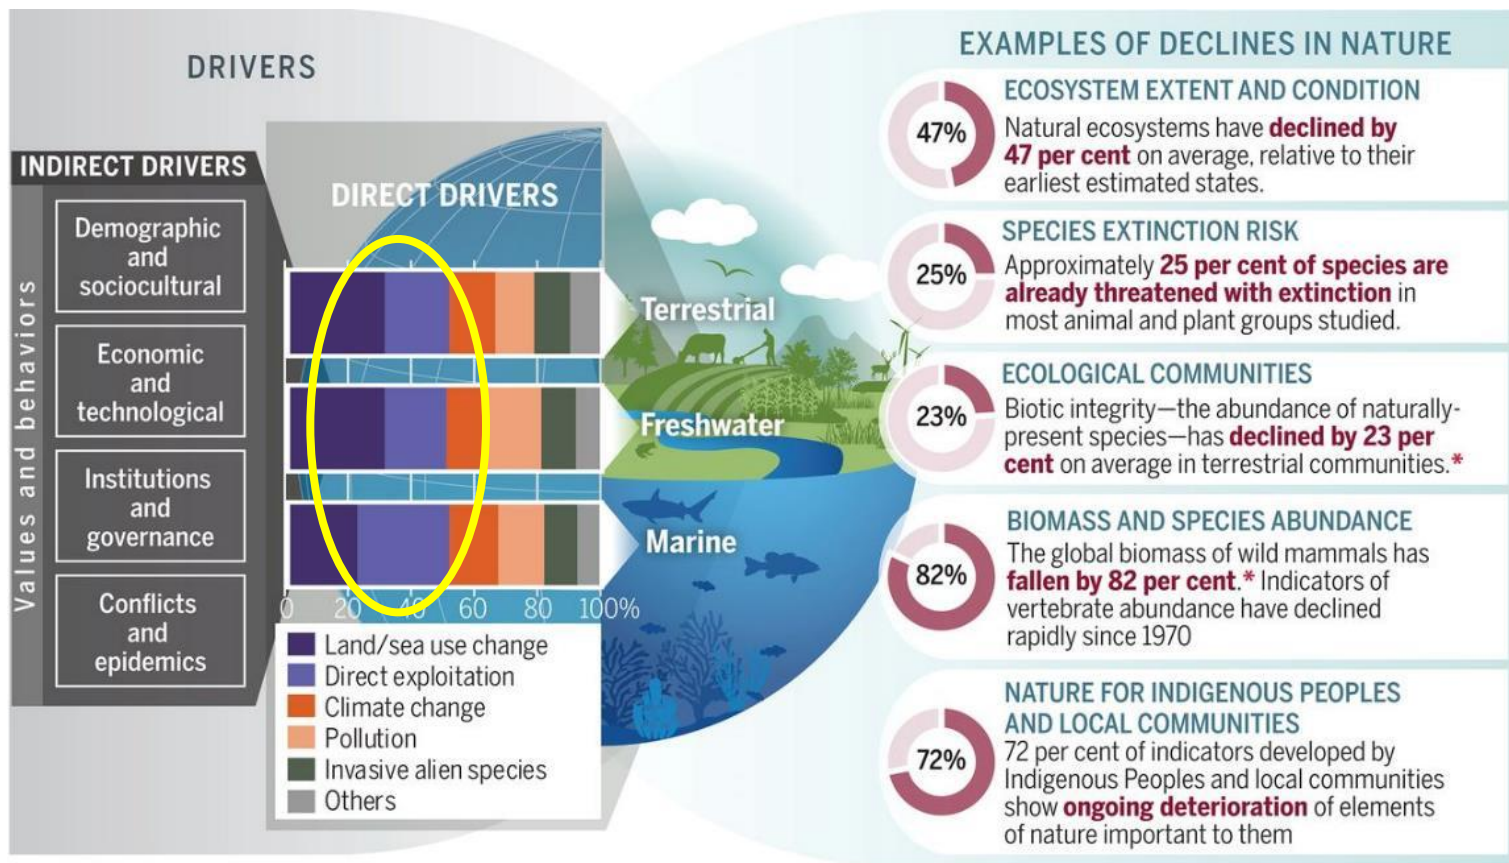 DRIVERS
INDIRECT DRIVERS
Values and behaviors
Demographic
and
sociocultural
Economic
and
technological
Institutions
and
governance
Conflicts
and
epidemics
DIRECT DRIVERS
Terrestrial
Freshwater
Marine
0 20 40 60 80 100%
Land/sea use change
Direct exploitation
Climate change
Pollution
Invasive alien species
Others
EXAMPLES OF DECLINES IN NATURE
47%
ECOSYSTEM EXTENT AND CONDITION
Natural ecosystems have declined by
47 per cent on average, relative to their
earliest estimated states.
25%
SPECIES EXTINCTION RISK
Approximately 25 per cent of species are
already threatened with extinction in
most animal and plant groups studied.
23%
ECOLOGICAL COMMUNITIES
Biotic integrity—the abundance of naturally-
present species—has declined by 23 per
cent on average in terrestrial communities.*
82%
BIOMASS AND SPECIES ABUNDANCE
The global biomass of wild mammals has
fallen by 82 per cent.* Indicators of
vertebrate abundance have declined
rapidly since 1970
72%
NATURE FOR INDIGENOUS PEOPLES
AND LOCAL COMMUNITIES
72 per cent of indicators developed by
Indigenous Peoples and local communities
show ongoing deterioration of elements
of nature important to them